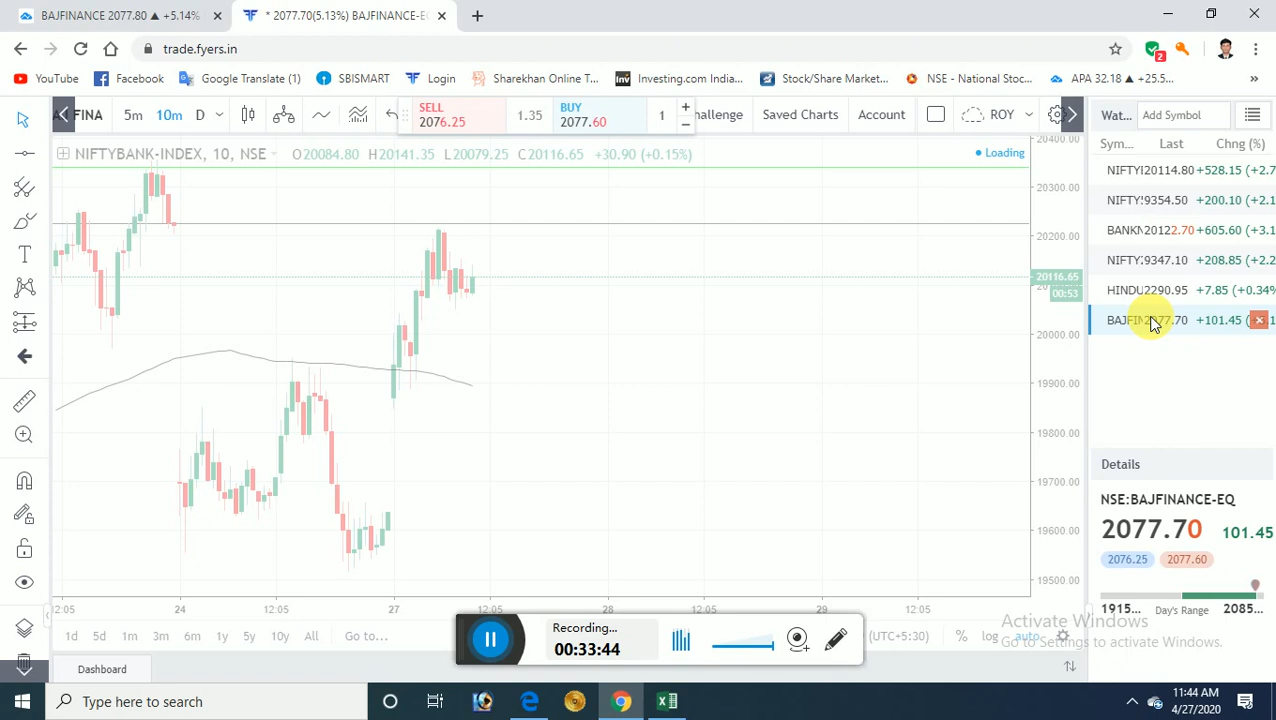 BAJFINANCE 2077.80 ▲ +5.14%
* 2077.70(5.13%) BAJFINANCE-E
trade.fyers.in
2
YouTube
Facebook
Google Translate (1)
SBISMART
Login
Sharekhan Online T...
Investing.com India...
Stock/Share Market...
NSE - National Stoc...
APA 32.18 ▲ +25.5...
FINA
5m
10m
D
SELL
2076.25
1.35
BUY
2077.60
1
hallenge
Saved Charts
Account
ROY
Wat...
Add Symbol
Sym...
Last
Chng (%)
NIFTYBANK-INDEX, 10, NSE
O20084.80 H20141.35 L20079.25 C20116.65 +30.90 (+0.15%)
Loading
20400.00
20300.00
20200.00
20116.65
00:53
20000.00
19900.00
19800.00
19700.00
19600.00
19500.00
NIFTY 20114.80 +528.15 (+2.7
NIFTY 9354.50 +200.10 (+2.1
BANKN 20122.70 +605.60 (+3.1
NIFTY 9347.10 +208.85 (+2.2
HINDU 2290.95 +7.85 (+0.34%
BAJFIN 2077.70 +101.45
Details
NSE:BAJFINANCE-EQ
2077.70
101.45
2076.25
2077.60
1915...
Day's Range
2085...
12:05
24
12:05
27
12:05
28
12:05
29
12:05
1d
5d
1m
3m
6m
1y
5y
10y
All
Go to...
(UTC+5:30)
%
log
auto
Recording...
00:33:44
Activate Windows
Go to Settings to activate Windows.
Dashboard
Type here to search
11:44 AM
4/27/2020